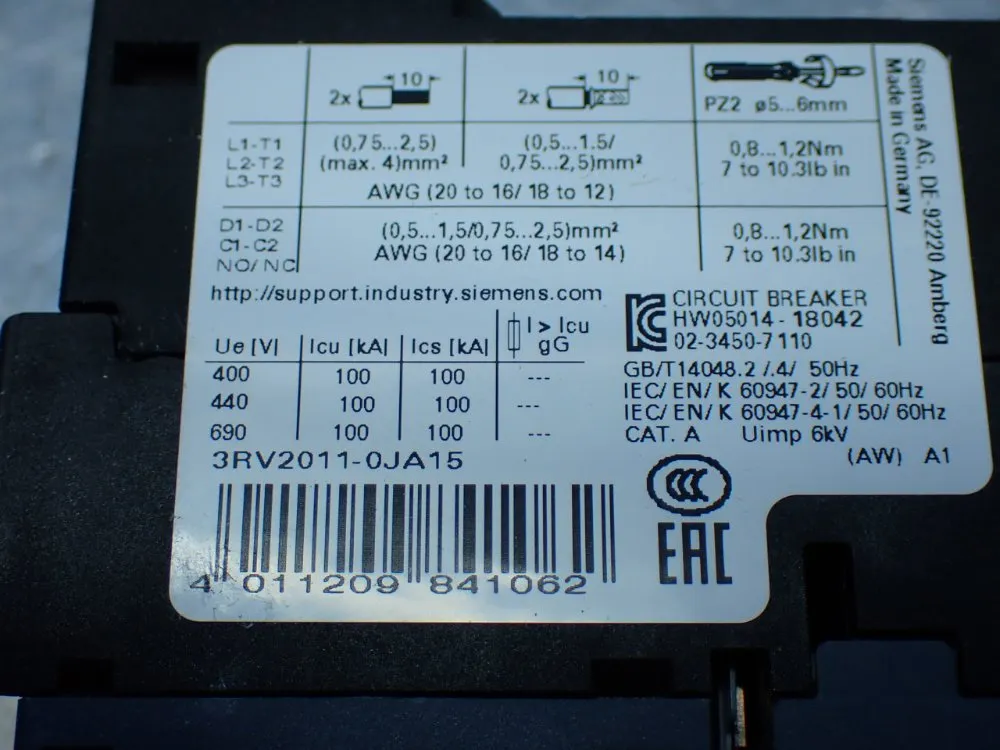 2x 10
2x 10
PZ2 ø5...6mm
L1-T1
L2-T2
L3-T3
(0,75...2,5)
(max. 4)mm²
(0,5...1.5/
0,75...2,5)mm²
AWG (20 to 16/ 18 to 12)
0,8...1,2Nm
7 to 10.3lb in
D1-D2
C1-C2
NO/ NC
(0,5...1,5/0,75...2,5)mm²
AWG (20 to 16/ 18 to 14)
0,8...1,2Nm
7 to 10.3lb in
Siemens AG, DE-92220 Amberg
Made in Germany
http://support.industry.siemens.com
Ue [V] Icu [kA] Ics [kA] I > Icu
gG
400 100 100 ---
440 100 100 ---
690 100 100 ---
3RV2011-0JA15
4 011209 841062
KC
CIRCUIT BREAKER
HW05014-18042
02-3450-7110
GB/T14048.2 /.4/ 50Hz
IEC/ EN/ K 60947-2/ 50/ 60Hz
IEC/ EN/ K 60947-4-1/ 50/ 60Hz
CAT. A Uimp 6kV
(AW) A1
CCC
EAC